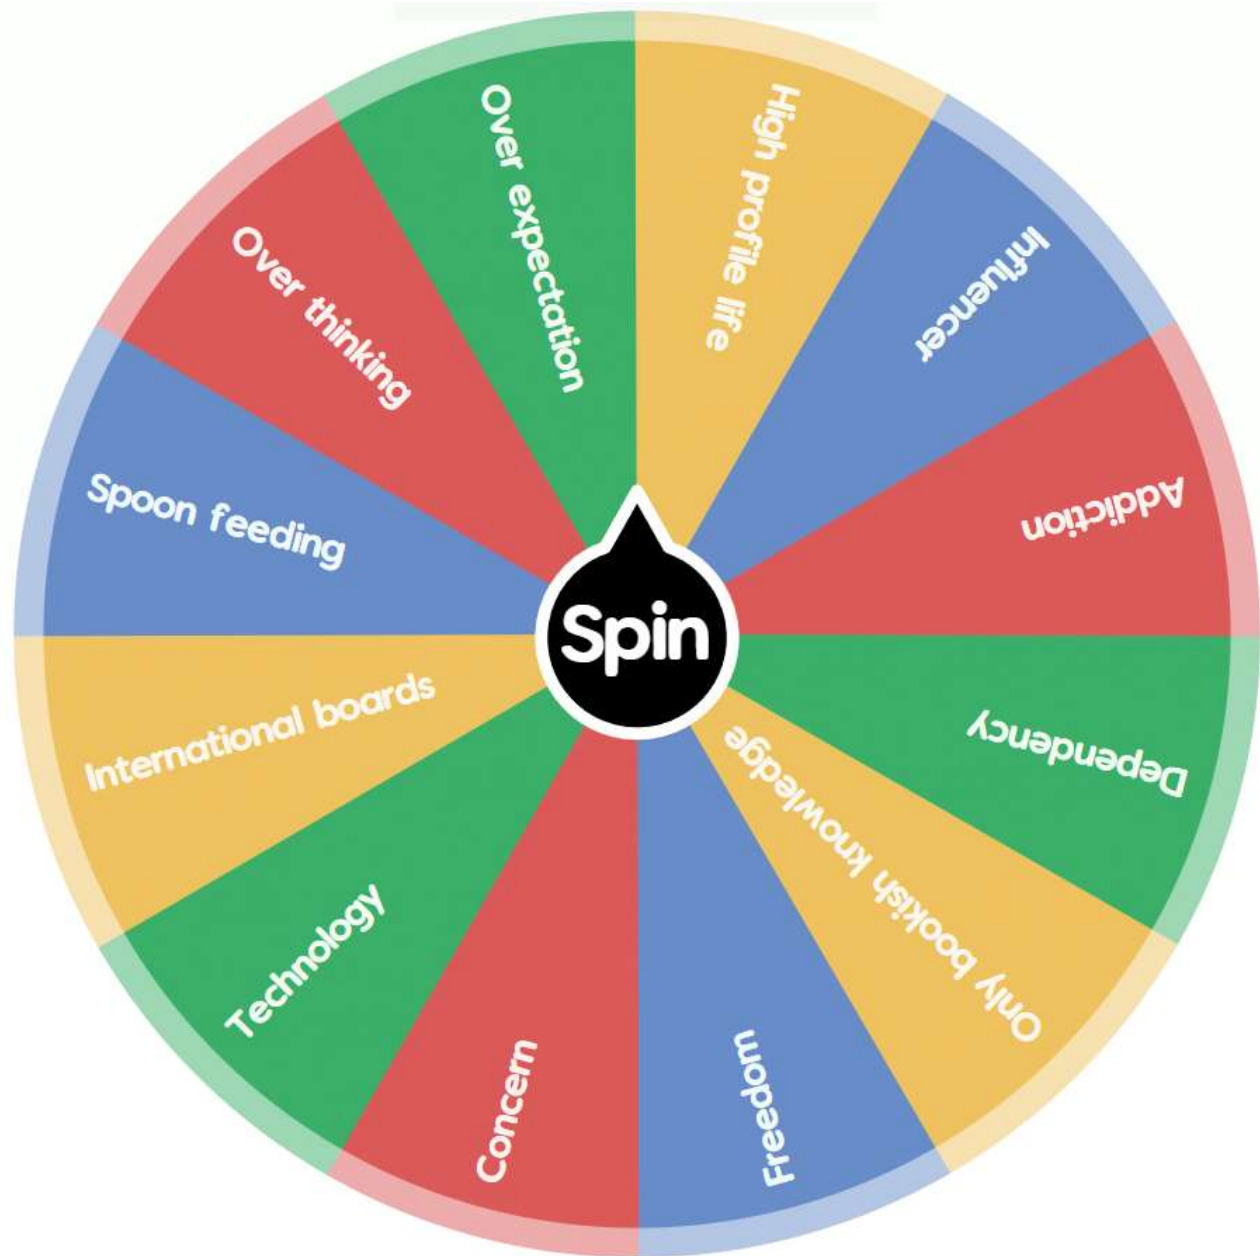 High profile life
Influencer
Addiction
Dependency
Only bookish knowledge
Freedom
Concern
Technology
International boards
Spoon feeding
Over thinking
Over expectation
Spin